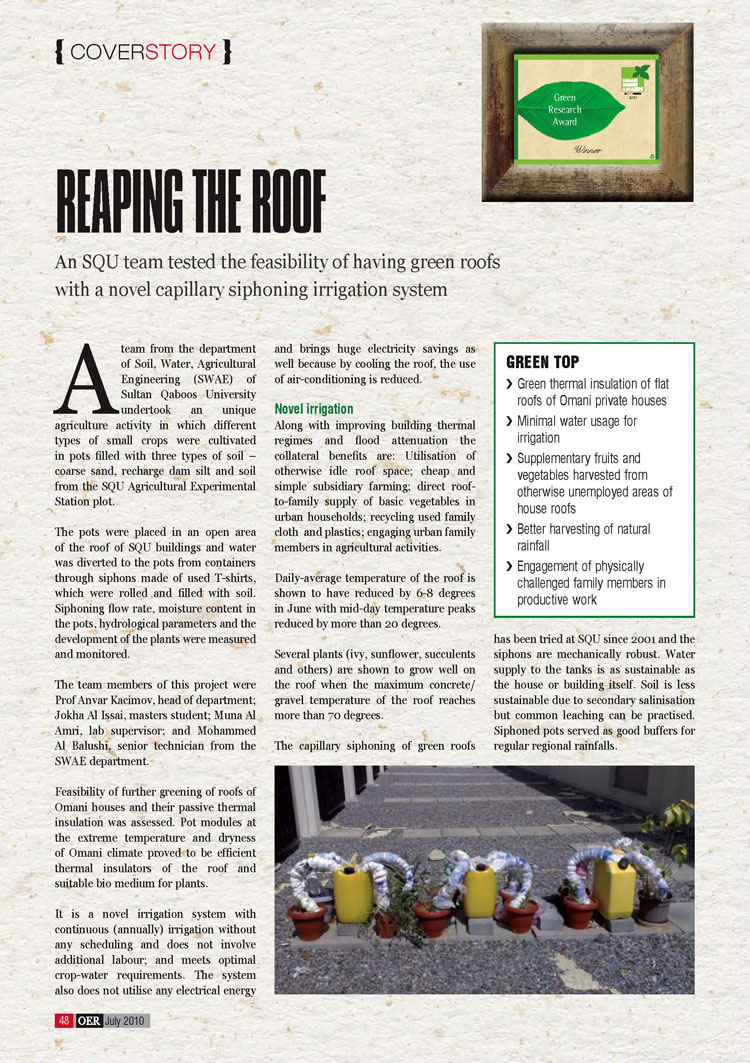 { COVERSTORY }
Green
Research
Award
Winner
REAPING THE ROOF
An SQU team tested the feasibility of having green roofs
with a novel capillary siphoning irrigation system
A team from the department
of Soil, Water, Agricultural
Engineering (SWAE) of
Sultan Qaboos University
undertook an unique
agriculture activity in which different
types of small crops were cultivated
in pots filled with three types of soil –
coarse sand, recharge dam silt and soil
from the SQU Agricultural Experimental
Station plot.
The pots were placed in an open area
of the roof of SQU buildings and water
was diverted to the pots from containers
through siphons made of used T-shirts,
which were rolled and filled with soil.
Siphoning flow rate, moisture content in
the pots, hydrological parameters and the
development of the plants were measured
and monitored.
The team members of this project were
Prof Anvar Kacimov, head of department;
Jokha Al Issai, masters student; Muna Al
Amri, lab supervisor; and Mohammed
Al Balushi, senior technician from the
SWAE department.
Feasibility of further greening of roofs of
Omani houses and their passive thermal
insulation was assessed. Pot modules at
the extreme temperature and dryness
of Omani climate proved to be efficient
thermal insulators of the roof and
suitable bio medium for plants.
It is a novel irrigation system with
continuous (annually) irrigation without
any scheduling and does not involve
additional labour; and meets optimal
crop-water requirements. The system
also does not utilise any electrical energy
and brings huge electricity savings as
well because by cooling the roof, the use
of air-conditioning is reduced.
Novel irrigation
Along with improving building thermal
regimes and flood attenuation the
collateral benefits are: Utilisation of
otherwise idle roof space; cheap and
simple subsidiary farming; direct roof-
to-family supply of basic vegetables in
urban households; recycling used family
cloth and plastics; engaging urban family
members in agricultural activities.
Daily-average temperature of the roof is
shown to have reduced by 6-8 degrees
in June with mid-day temperature peaks
reduced by more than 20 degrees.
Several plants (ivy, sunflower, succulents
and others) are shown to grow well on
the roof when the maximum concrete/
gravel temperature of the roof reaches
more than 70 degrees.
The capillary siphoning of green roofs
GREEN TOP
❯ Green thermal insulation of flat
roofs of Omani private houses
❯ Minimal water usage for
irrigation
❯ Supplementary fruits and
vegetables harvested from
otherwise unemployed areas of
house roofs
❯ Better harvesting of natural
rainfall
❯ Engagement of physically
challenged family members in
productive work
has been tried at SQU since 2001 and the
siphons are mechanically robust. Water
supply to the tanks is as sustainable as
the house or building itself. Soil is less
sustainable due to secondary salinisation
but common leaching can be practised.
Siphoned pots served as good buffers for
regular regional rainfalls.
48 OER July 2010